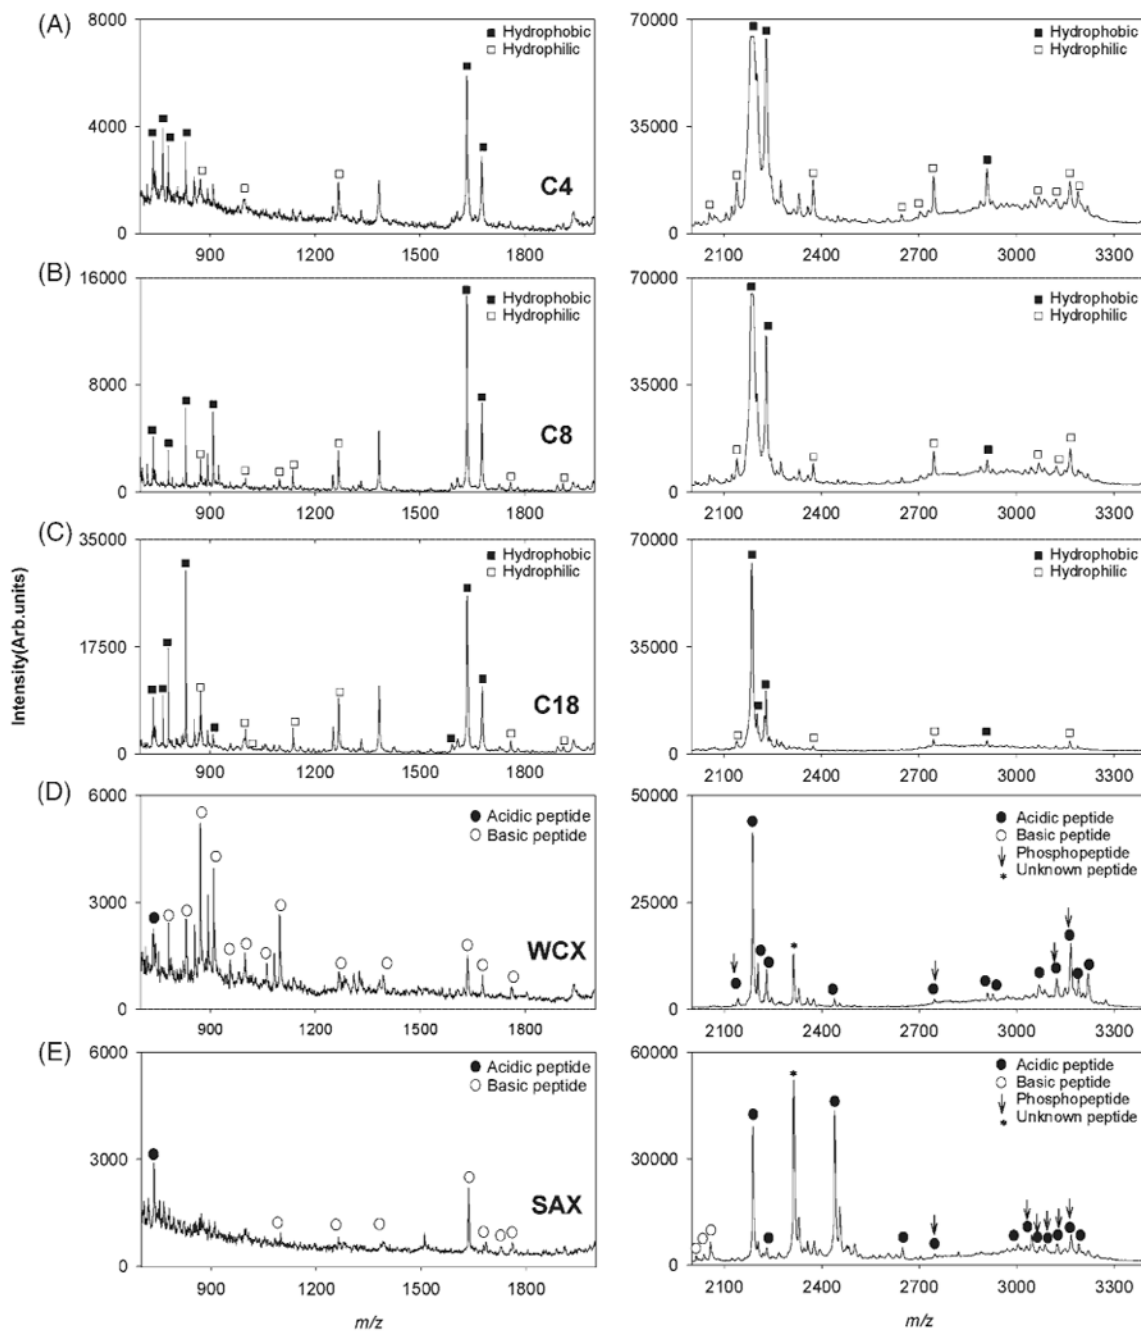 (A)
8000
4000
0
Hydrophobic
Hydrophilic
C4
900 1200 1500 1800
70000
35000
0
Hydrophobic
Hydrophilic
2100 2400 2700 3000 3300
(B)
16000
8000
0
Hydrophobic
Hydrophilic
C8
900 1200 1500 1800
70000
35000
0
Hydrophobic
Hydrophilic
2100 2400 2700 3000 3300
(C)
Intensity(Arb.units)
35000
17500
0
Hydrophobic
Hydrophilic
C18
900 1200 1500 1800
70000
35000
0
Hydrophobic
Hydrophilic
2100 2400 2700 3000 3300
(D)
6000
3000
0
Acidic peptide
Basic peptide
WCX
900 1200 1500 1800
50000
25000
0
Acidic peptide
Basic peptide
Phosphopeptide
* Unknown peptide
*
2100 2400 2700 3000 3300
(E)
6000
3000
0
Acidic peptide
Basic peptide
SAX
900 1200 1500 1800
m/z
60000
30000
0
Acidic peptide
Basic peptide
Phosphopeptide
* Unknown peptide
*
2100 2400 2700 3000 3300
m/z